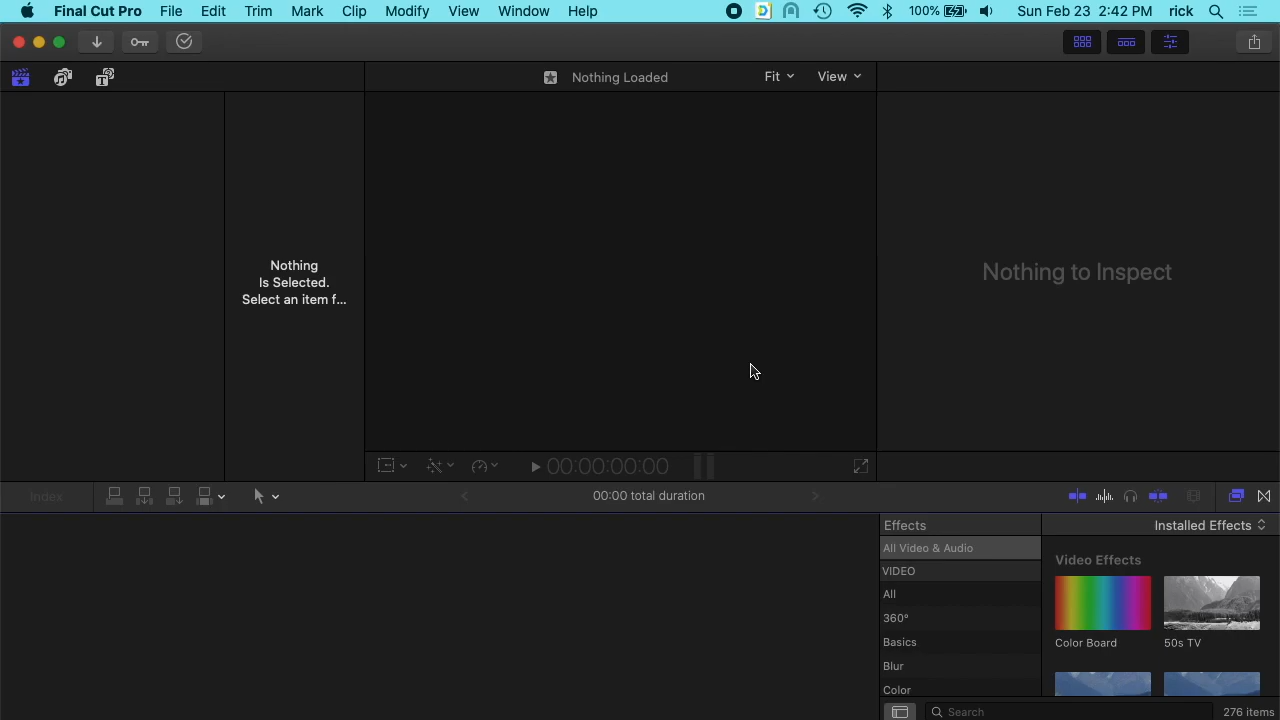 Final Cut Pro File Edit Trim Mark Clip Modify View Window Help 100% Sun Feb 23 2:42 PM rick
Nothing Loaded Fit View
Nothing
Is Selected.
Select an item f...
Nothing to Inspect
00:00:00:00
Index 00:00 total duration
Effects Installed Effects
All Video & Audio
VIDEO
All
360°
Basics
Blur
Color
Video Effects
Color Board 50s TV
Search 276 items